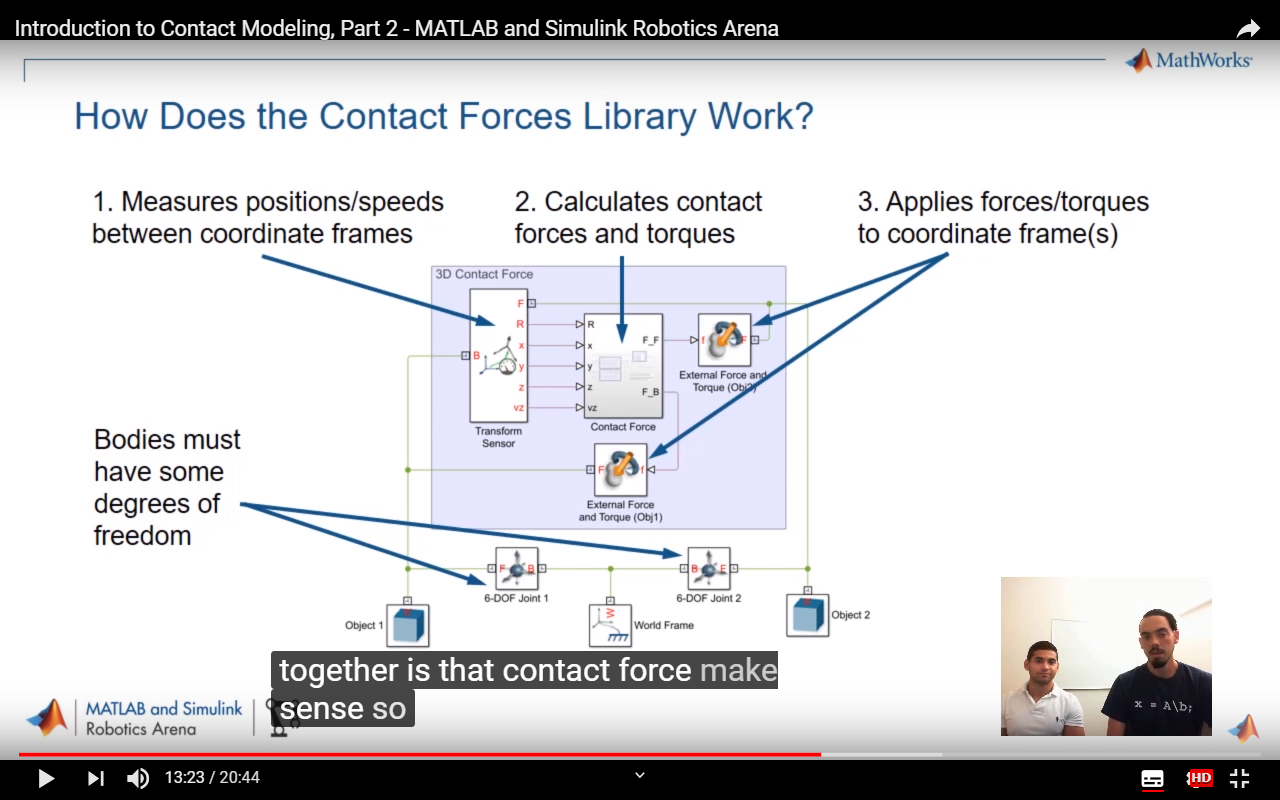 Introduction to Contact Modeling, Part 2 - MATLAB and Simulink Robotics Arena
MathWorks
How Does the Contact Forces Library Work?
1. Measures positions/speeds
between coordinate frames
2. Calculates contact
forces and torques
3. Applies forces/torques
to coordinate frame(s)
3D Contact Force
F
R
x
y
z
vz
B
Transform
Sensor
R
x
y
z
vz
F_F
F_B
Contact Force
f
F
External Force and
Torque (Obj2)
F
f
External Force
and Torque (Obj1)
Bodies must
have some
degrees of
freedom
F
B
6-DOF Joint 1
B
F
6-DOF Joint 2
Object 1
W
World Frame
Object 2
together is that contact force make
sense so
MATLAB and Simulink
Robotics Arena
x = A\b;
13:23 / 20:44
HD